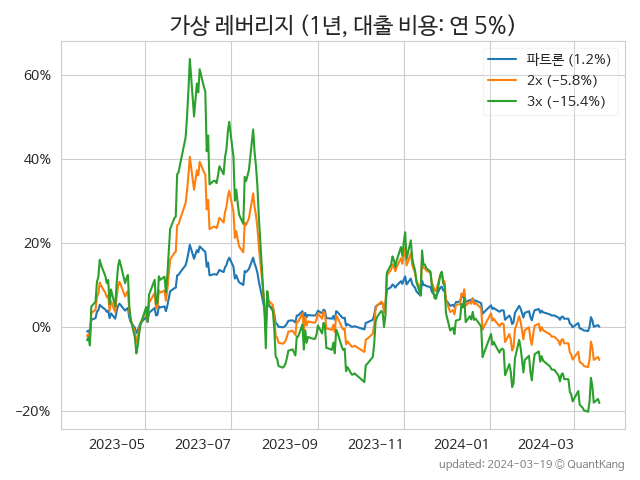 가상 레버리지 (1년, 대출 비용: 연 5%)
파트론 (1.2%)
2x (−5.8%)
3x (−15.4%)
60%
40%
20%
0%
−20%
2023−05 2023−07 2023−09 2023−11 2024−01 2024−03
updated: 2024-03-19 © QuantKang